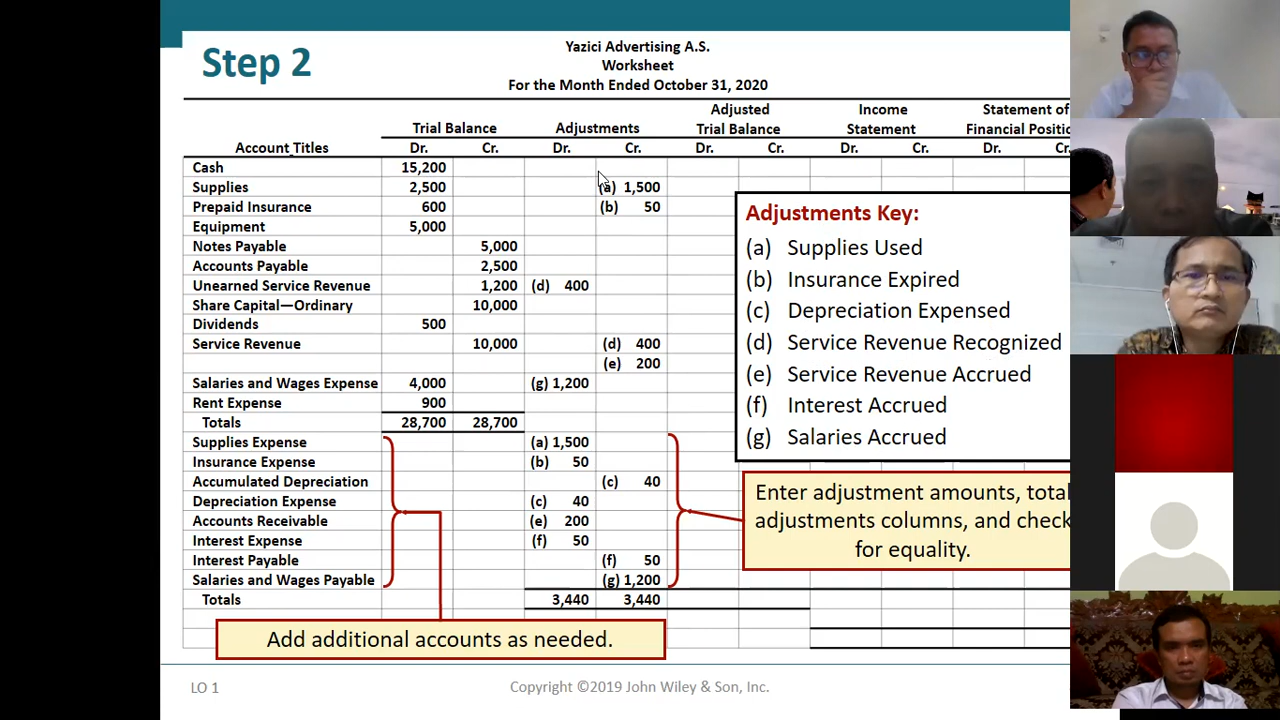 Step 2
Yazici Advertising A.S.
Worksheet
For the Month Ended October 31, 2020
Adjusted Income Statement of
Trial Balance Adjustments Trial Balance Statement Financial Positic
Account Titles Dr. Cr. Dr. Cr. Dr. Cr. Dr. Cr. Dr. Cr.
Cash 15,200
Supplies 2,500 (a) 1,500
Prepaid Insurance 600 (b) 50
Equipment 5,000
Notes Payable 5,000
Accounts Payable 2,500
Unearned Service Revenue 1,200 (d) 400
Share Capital—Ordinary 10,000
Dividends 500
Service Revenue 10,000 (d) 400
(e) 200
Salaries and Wages Expense 4,000 (g) 1,200
Rent Expense 900
Totals 28,700 28,700
Supplies Expense (a) 1,500
Insurance Expense (b) 50
Accumulated Depreciation (c) 40
Depreciation Expense (c) 40
Accounts Receivable (e) 200
Interest Expense (f) 50
Interest Payable (f) 50
Salaries and Wages Payable (g) 1,200
Totals 3,440 3,440
Adjustments Key:
(a) Supplies Used
(b) Insurance Expired
(c) Depreciation Expensed
(d) Service Revenue Recognized
(e) Service Revenue Accrued
(f) Interest Accrued
(g) Salaries Accrued
Enter adjustment amounts, total
adjustments columns, and check
for equality.
Add additional accounts as needed.
LO 1
Copyright ©2019 John Wiley & Son, Inc.